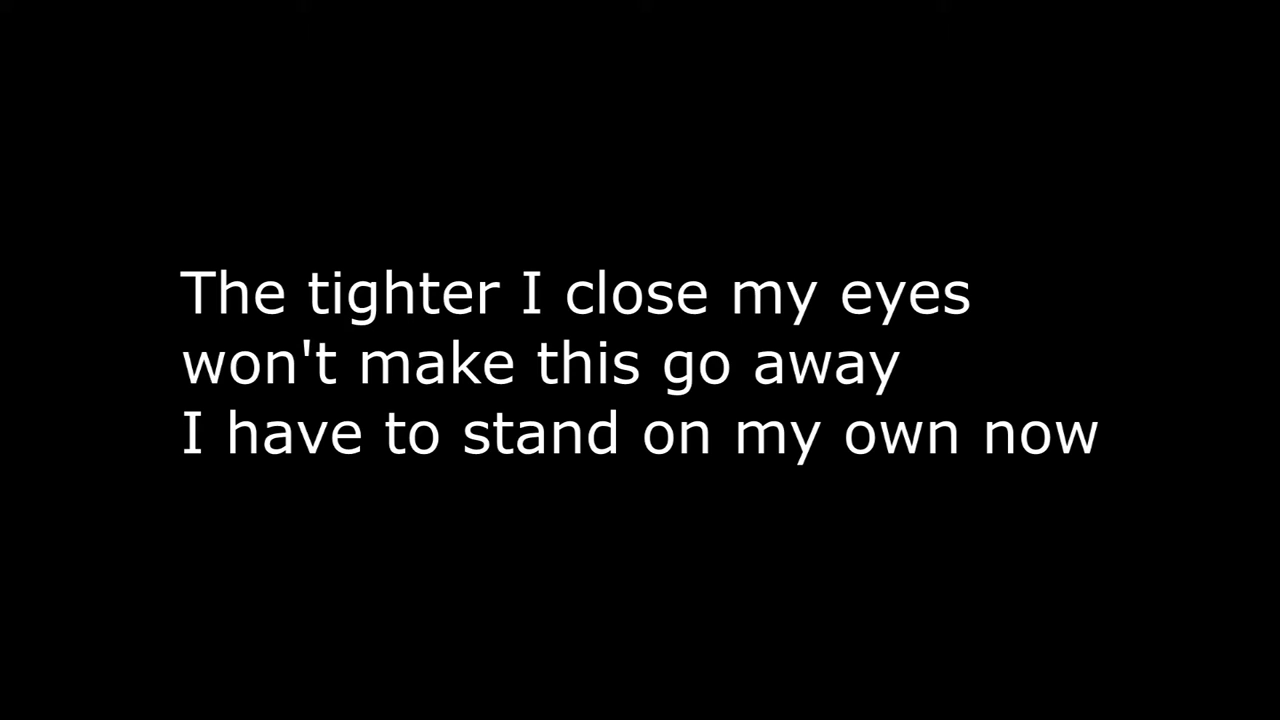 The tighter I close my eyes
won't make this go away
I have to stand on my own now